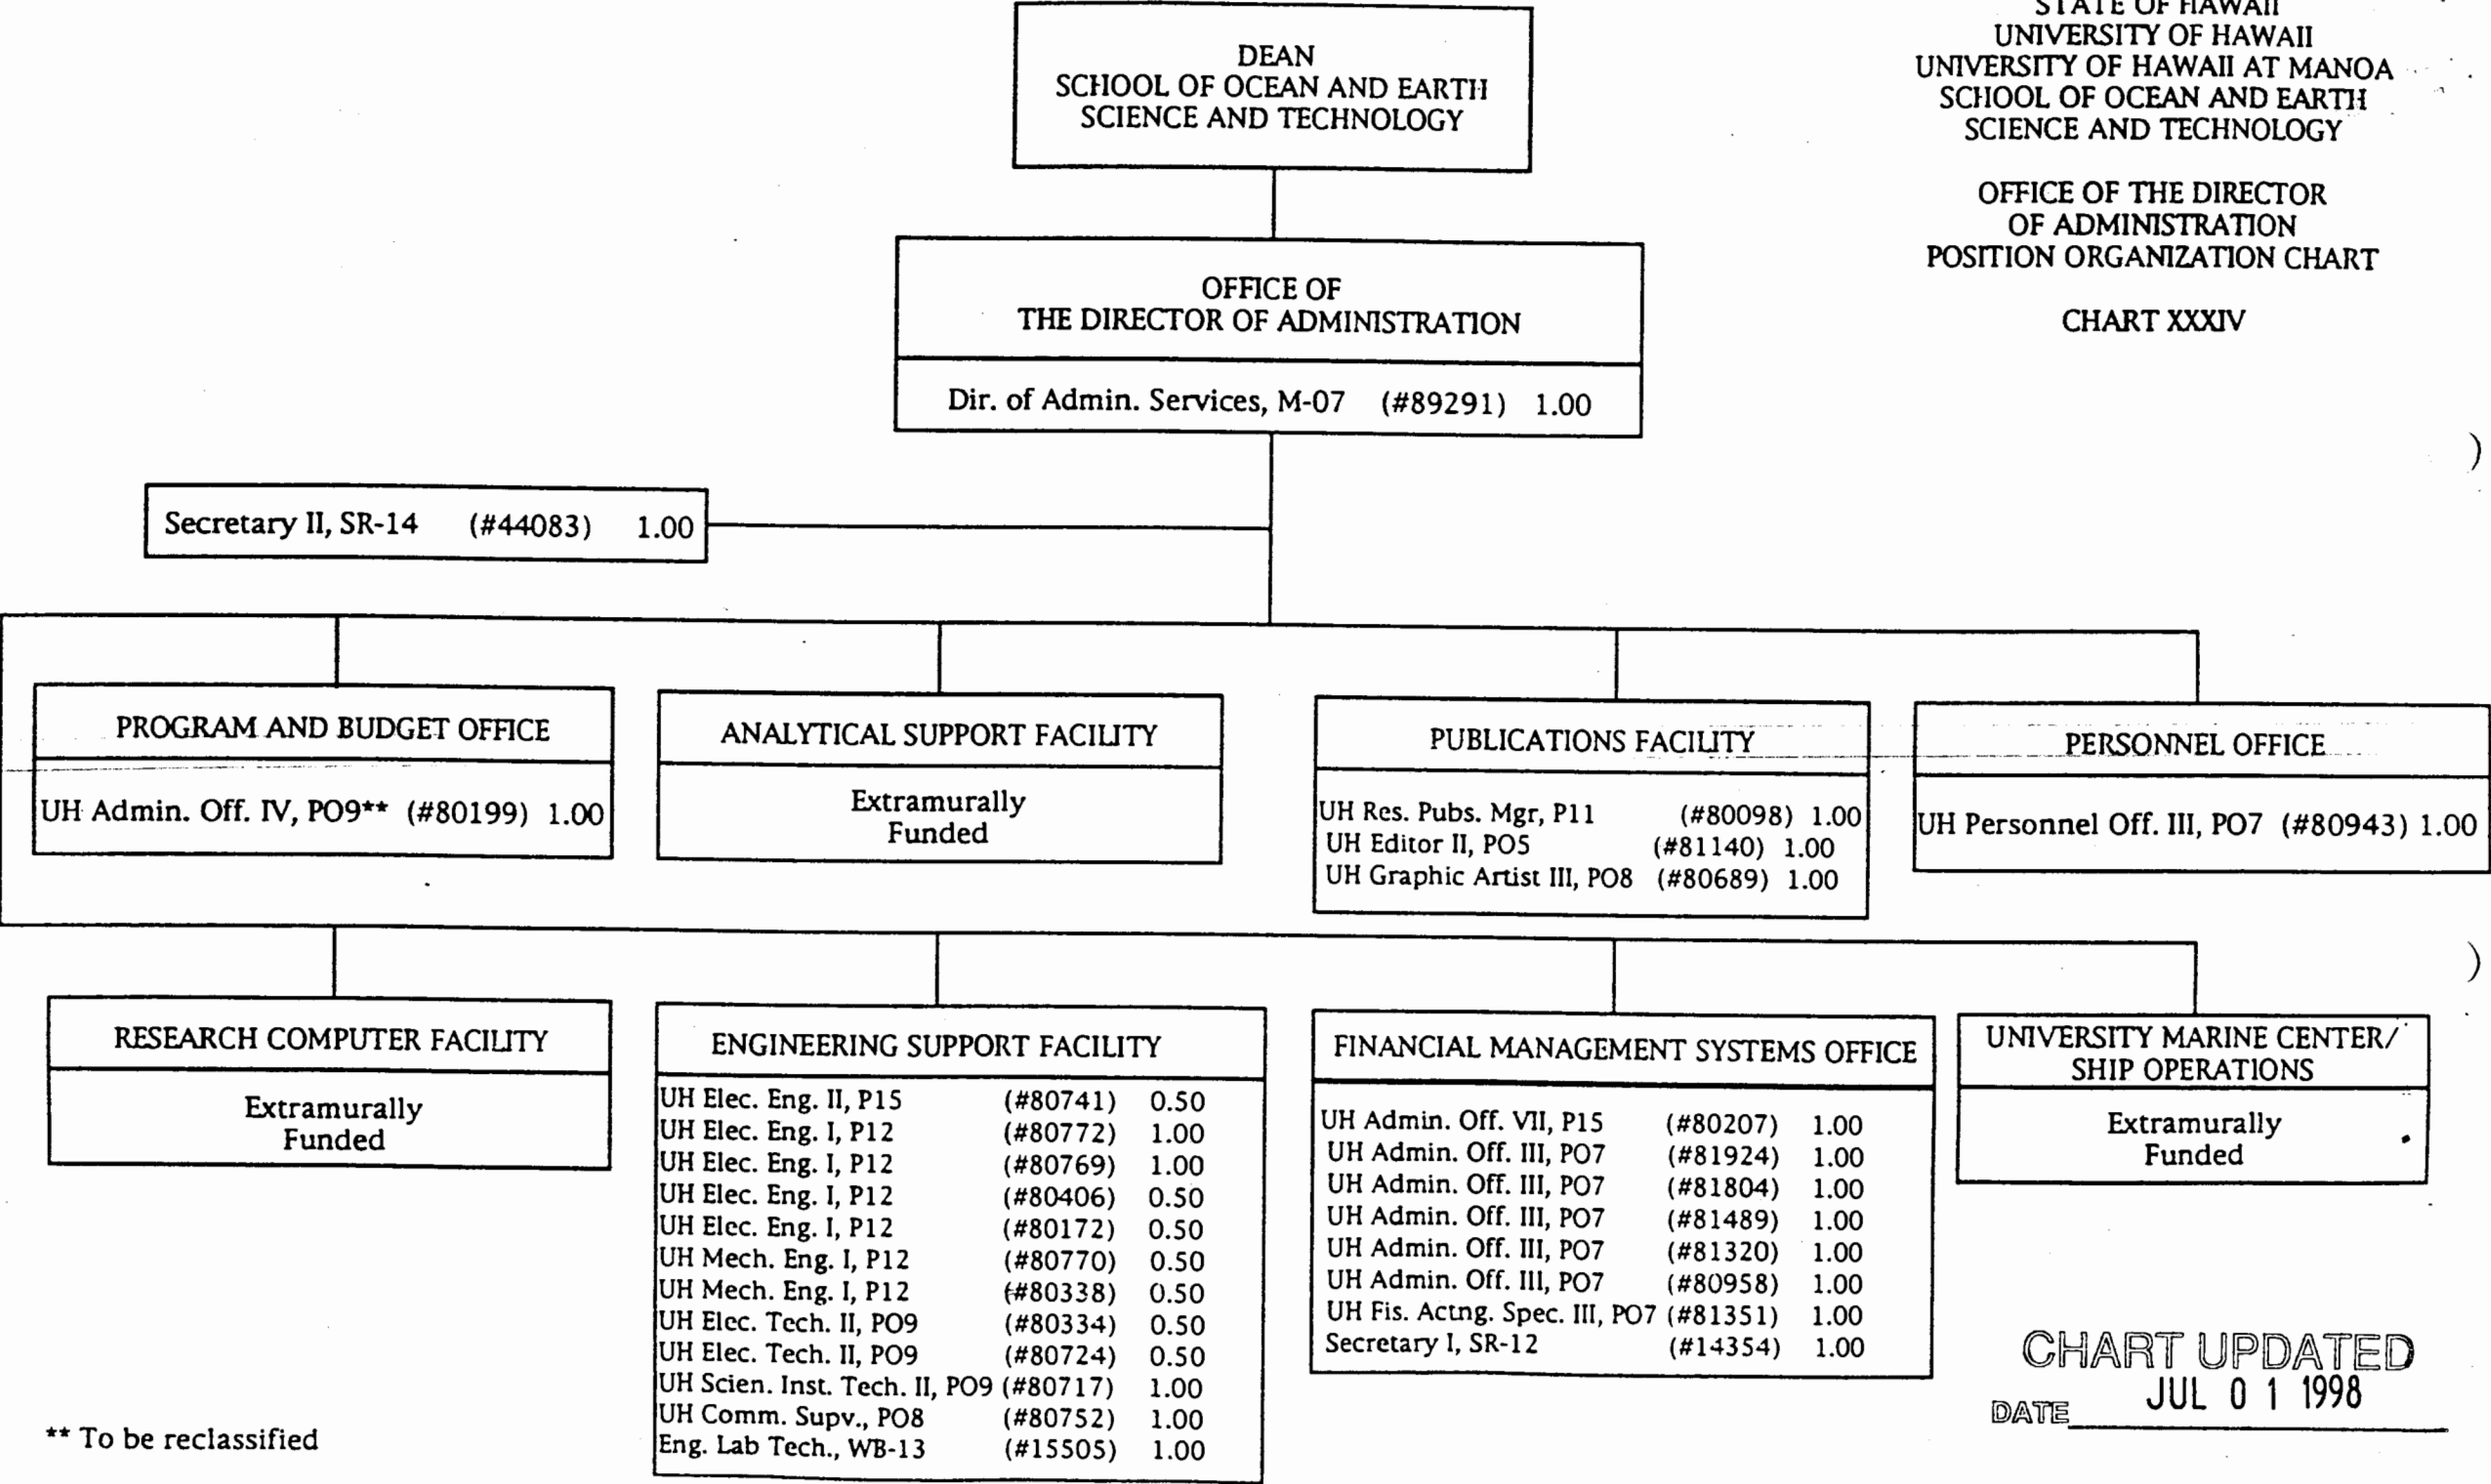 STATE OF HAWAII
UNIVERSITY OF HAWAII
UNIVERSITY OF HAWAII AT MANOA
SCHOOL OF OCEAN AND EARTH
SCIENCE AND TECHNOLOGY
OFFICE OF THE DIRECTOR
OF ADMINISTRATION
POSITION ORGANIZATION CHART
CHART XXXIV
DEAN
SCHOOL OF OCEAN AND EARTH
SCIENCE AND TECHNOLOGY
OFFICE OF
THE DIRECTOR OF ADMINISTRATION
Dir. of Admin. Services, M-07 (#89291) 1.00
Secretary II, SR-14 (#44083) 1.00
PROGRAM AND BUDGET OFFICE
UH Admin. Off. IV, PO9** (#80199) 1.00
ANALYTICAL SUPPORT FACILITY
Extramurally
Funded
PUBLICATIONS FACILITY
UH Res. Pubs. Mgr, P11 (#80098) 1.00
UH Editor II, PO5 (#81140) 1.00
UH Graphic Artist III, PO8 (#80689) 1.00
PERSONNEL OFFICE
UH Personnel Off. III, PO7 (#80943) 1.00
RESEARCH COMPUTER FACILITY
Extramurally
Funded
ENGINEERING SUPPORT FACILITY
UH Elec. Eng. II, P15 (#80741) 0.50
UH Elec. Eng. I, P12 (#80772) 1.00
UH Elec. Eng. I, P12 (#80769) 1.00
UH Elec. Eng. I, P12 (#80406) 0.50
UH Elec. Eng. I, P12 (#80172) 0.50
UH Mech. Eng. I, P12 (#80770) 0.50
UH Mech. Eng. I, P12 (#80338) 0.50
UH Elec. Tech. II, PO9 (#80334) 0.50
UH Elec. Tech. II, PO9 (#80724) 0.50
UH Scien. Inst. Tech. II, PO9 (#80717) 1.00
UH Comm. Supv., PO8 (#80752) 1.00
Eng. Lab Tech., WB-13 (#15505) 1.00
FINANCIAL MANAGEMENT SYSTEMS OFFICE
UH Admin. Off. VII, P15 (#80207) 1.00
UH Admin. Off. III, PO7 (#81924) 1.00
UH Admin. Off. III, PO7 (#81804) 1.00
UH Admin. Off. III, PO7 (#81489) 1.00
UH Admin. Off. III, PO7 (#81320) 1.00
UH Admin. Off. III, PO7 (#80958) 1.00
UH Fis. Actng. Spec. III, PO7 (#81351) 1.00
Secretary I, SR-12 (#14354) 1.00
UNIVERSITY MARINE CENTER/
SHIP OPERATIONS
Extramurally
Funded
** To be reclassified
CHART UPDATED
DATE JUL 01 1998